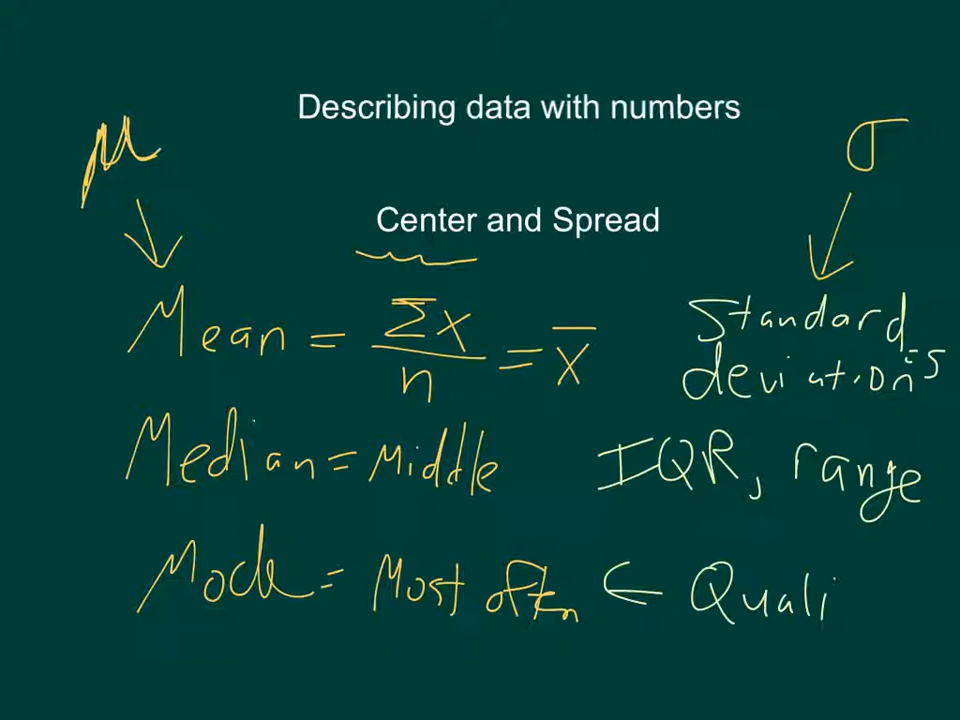 Describing data with numbers
μ
σ
Center and Spread
Mean = Σx / n = x̄
Standard deviation = S
Median = Middle
IQR, range
Mode = Most often ← Quali